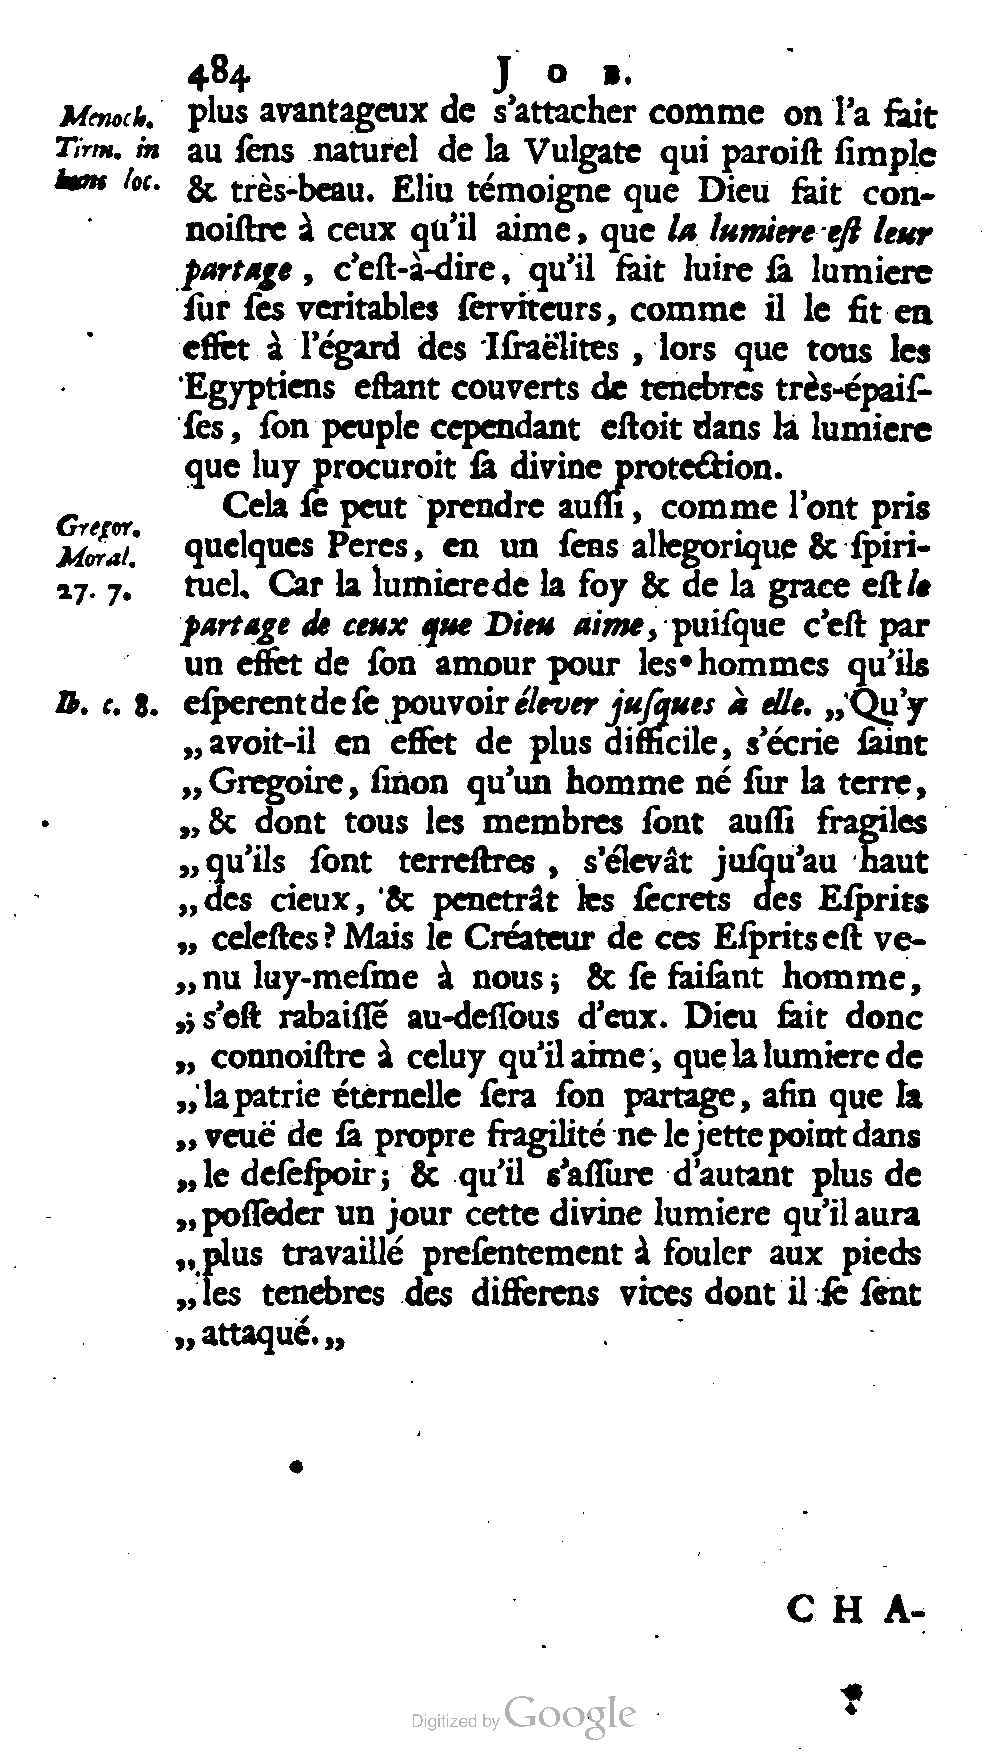 484 J O B.
Menoch. plus avantageux de s'attacher comme on l'a fait
Tirin. in au ſens naturel de la Vulgate qui paroiſt ſimple
hunc loc. & très-beau. Eliu témoigne que Dieu fait con-
noiſtre à ceux qu'il aime, que la lumiere eſt leur
partage, c'eſt-à-dire, qu'il fait luire ſa lumiere
ſur ſes veritables ſerviteurs, comme il le fit en
effet à l'égard des Iſraëlites, lors que tous les
Egyptiens eſtant couverts de tenebres très-épaiſ-
ſes, ſon peuple cependant eſtoit dans la lumiere
que luy procuroit ſa divine protection.
Cela ſe peut prendre auſſi, comme l'ont pris
Gregor. Moral. quelques Peres, en un ſens allegorique & ſpiri-
27. 7. tuel. Car la lumiere de la foy & de la grace eſt le
partage de ceux que Dieu aime, puiſque c'eſt par
un effet de ſon amour pour les hommes qu'ils
Ib. c. 8. eſperent de ſe pouvoir élever juſques à elle. „Qu'y
„avoit-il en effet de plus difficile, s'écrie ſaint
„Gregoire, ſinon qu'un homme né ſur la terre,
„& dont tous les membres ſont auſſi fragiles
„qu'ils ſont terreſtres, s'élevât juſqu'au haut
„des cieux, & penetrât les ſecrets des Eſprits
„celeſtes? Mais le Créateur de ces Eſprits eſt ve-
„nu luy-meſme à nous; & ſe faiſant homme,
„s'eſt rabaiſſé au-deſſous d'eux. Dieu fait donc
„connoiſtre à celuy qu'il aime, que la lumiere de
„la patrie éternelle ſera ſon partage, afin que la
„veuë de ſa propre fragilité ne le jette point dans
„le deſeſpoir; & qu'il s'aſſure d'autant plus de
„poſſeder un jour cette divine lumiere qu'il aura
„plus travaillé preſentement à fouler aux pieds
„les tenebres des differens vices dont il ſe ſent
„attaqué.„
CHA-
Digitized by Google